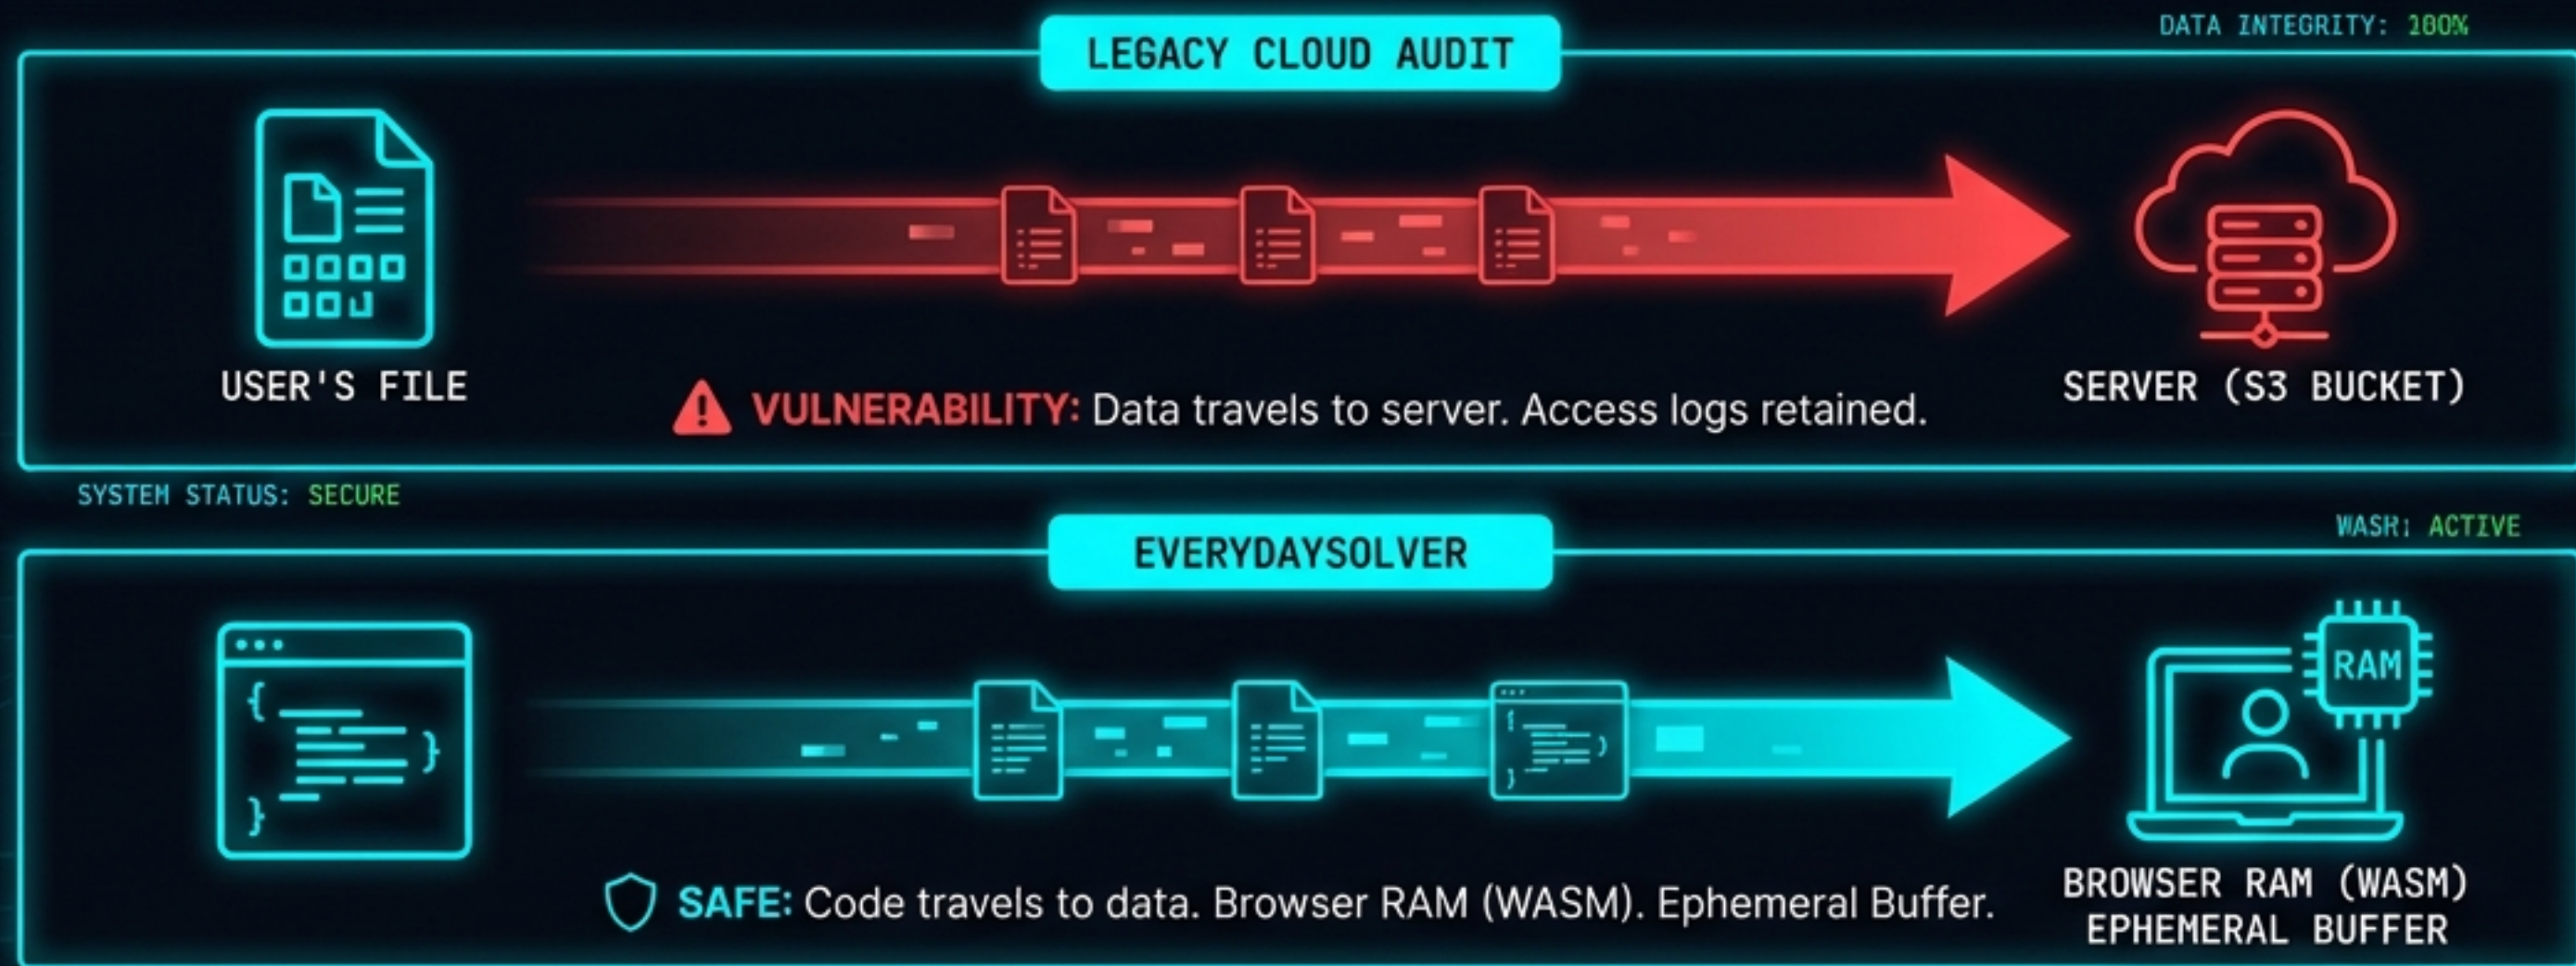 DATA INTEGRITY: 100%
LEGACY CLOUD AUDIT
USER'S FILE
SERVER (S3 BUCKET)
VULNERABILITY: Data travels to server. Access logs retained.
SYSTEM STATUS: SECURE
WASH: ACTIVE
EVERYDAYSOLVER
RAM
SAFE: Code travels to data. Browser RAM (WASM). Ephemeral Buffer.
BROWSER RAM (WASM)
EPHEMERAL BUFFER